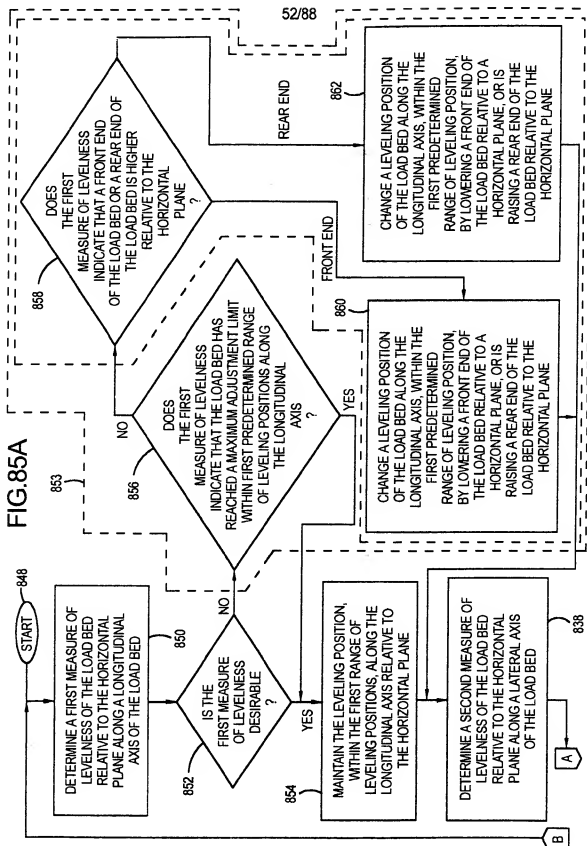 52/88
FIG.85A
START
848
DETERMINE A FIRST MEASURE OF
LEVELNESS OF THE LOAD BED
RELATIVE TO THE HORIZONTAL
PLANE ALONG A LONGITUDINAL
AXIS OF THE LOAD BED
850
IS THE
FIRST MEASURE OF
LEVELNESS
DESIRABLE
?
852
NO
YES
MAINTAIN THE LEVELING POSITION,
WITHIN THE FIRST RANGE OF
LEVELING POSITIONS, ALONG THE
LONGITUDINAL AXIS RELATIVE TO
THE HORIZONTAL PLANE
854
DETERMINE A SECOND MEASURE OF
LEVELNESS OF THE LOAD BED
RELATIVE TO THE HORIZONTAL
PLANE ALONG A LATERAL AXIS
OF THE LOAD BED
838
A
B
853
DOES
THE FIRST
MEASURE OF LEVELNESS
INDICATE THAT THE LOAD BED HAS
REACHED A MAXIMUM ADJUSTMENT LIMIT
WITHIN FIRST PREDETERMINED RANGE
OF LEVELING POSITIONS ALONG
THE LONGITUDINAL
AXIS
?
856
NO
YES
DOES
THE FIRST
MEASURE OF LEVELNESS
INDICATE THAT A FRONT END
OF THE LOAD BED OR A REAR END OF
THE LOAD BED IS HIGHER
RELATIVE TO THE
HORIZONTAL
PLANE
?
858
FRONT END
REAR END
CHANGE A LEVELING POSITION
OF THE LOAD BED ALONG THE
LONGITUDINAL AXIS, WITHIN THE
FIRST PREDETERMINED
RANGE OF LEVELING POSITION,
BY LOWERING A FRONT END OF
THE LOAD BED RELATIVE TO A
HORIZONTAL PLANE, OR IS
RAISING A REAR END OF THE
LOAD BED RELATIVE TO THE
HORIZONTAL PLANE
860
CHANGE A LEVELING POSITION
OF THE LOAD BED ALONG THE
LONGITUDINAL AXIS, WITHIN THE
FIRST PREDETERMINED
RANGE OF LEVELING POSITION,
BY LOWERING A FRONT END OF
THE LOAD BED RELATIVE TO A
HORIZONTAL PLANE, OR IS
RAISING A REAR END OF THE
LOAD BED RELATIVE TO THE
HORIZONTAL PLANE
862